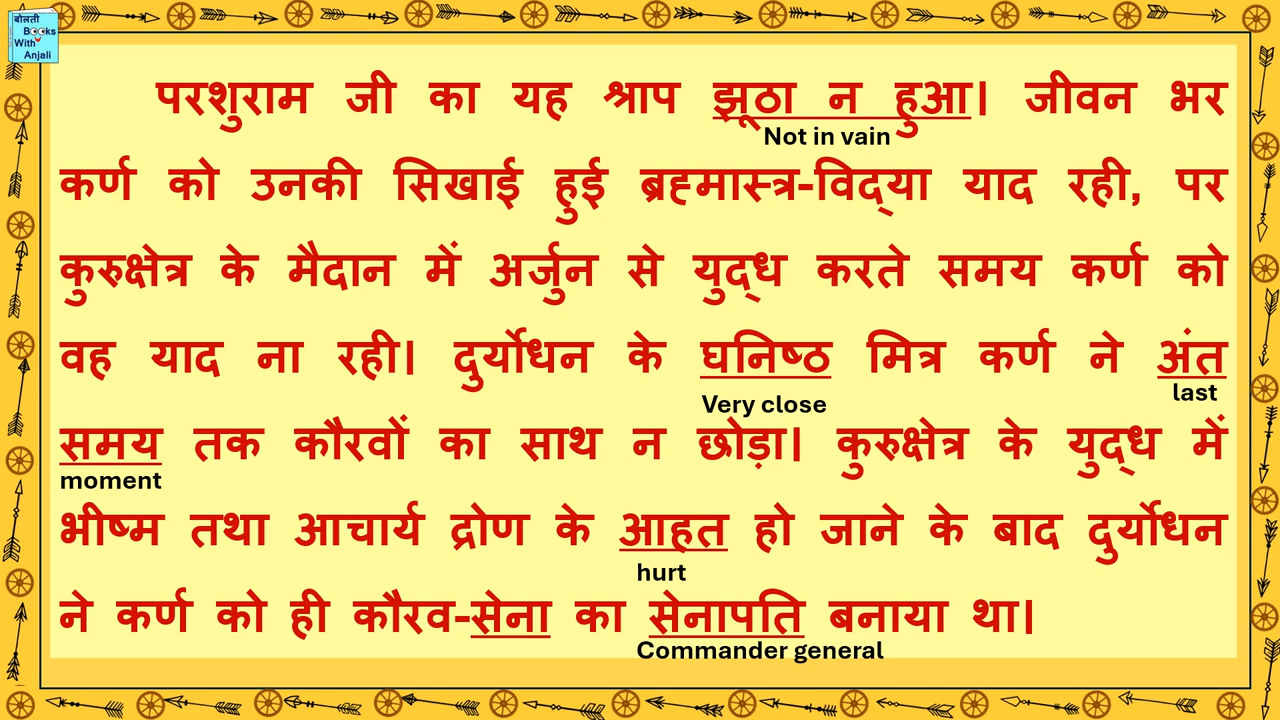 बोलती
Books
With
Anjali
परशुराम जी का यह श्राप झूठा न हुआ। जीवन भर
Not in vain
कर्ण को उनकी सिखाई हुई ब्रह्मास्त्र-विद्‌या याद रही, पर
कुरुक्षेत्र के मैदान में अर्जुन से युद्‌ध करते समय कर्ण को
वह याद ना रही। दुर्योधन के घनिष्ठ मित्र कर्ण ने अंत
Very close last
समय तक कौरवों का साथ न छोड़ा। कुरुक्षेत्र के युद्‌ध में
moment
भीष्म तथा आचार्य द्रोण के आहत हो जाने के बाद दुर्योधन
hurt
ने कर्ण को ही कौरव-सेना का सेनापति बनाया था।
Commander general